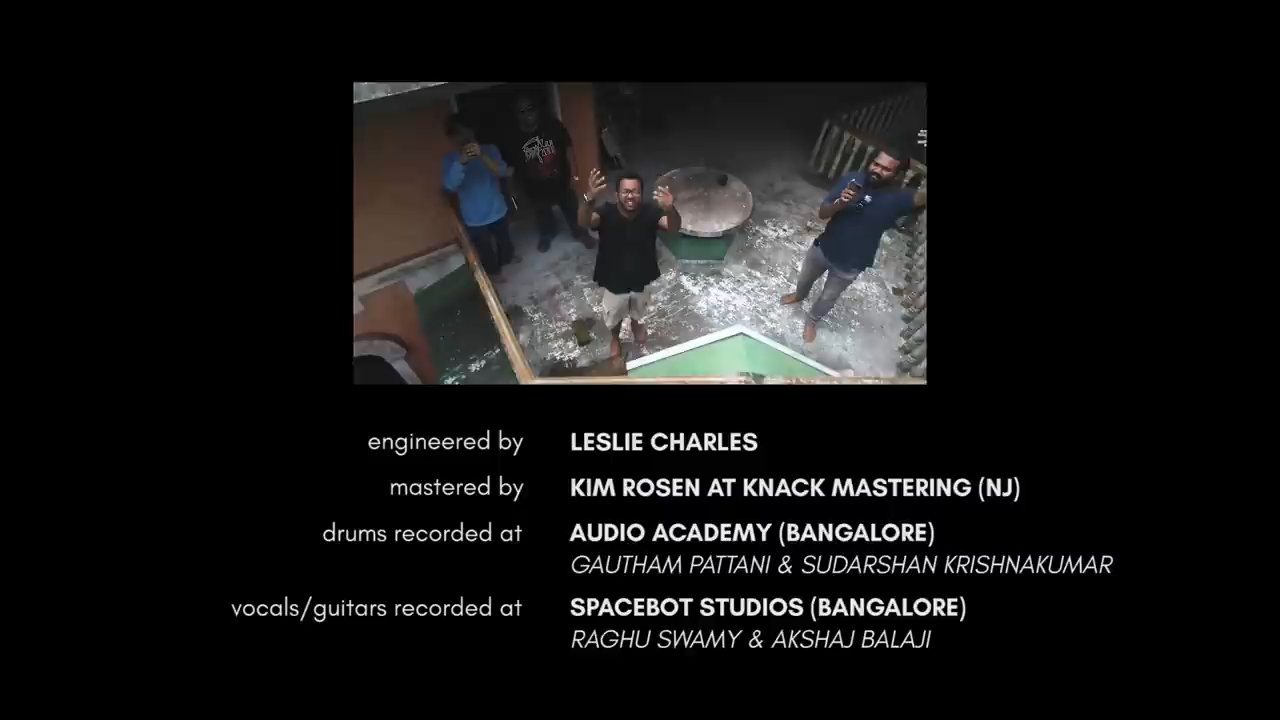 engineered by LESLIE CHARLES
mastered by KIM ROSEN AT KNACK MASTERING (NJ)
drums recorded at AUDIO ACADEMY (BANGALORE)
GAUTHAM PATTANI & SUDARSHAN KRISHNAKUMAR
vocals/guitars recorded at SPACEBOT STUDIOS (BANGALORE)
RAGHU SWAMY & AKSHAJ BALAJI